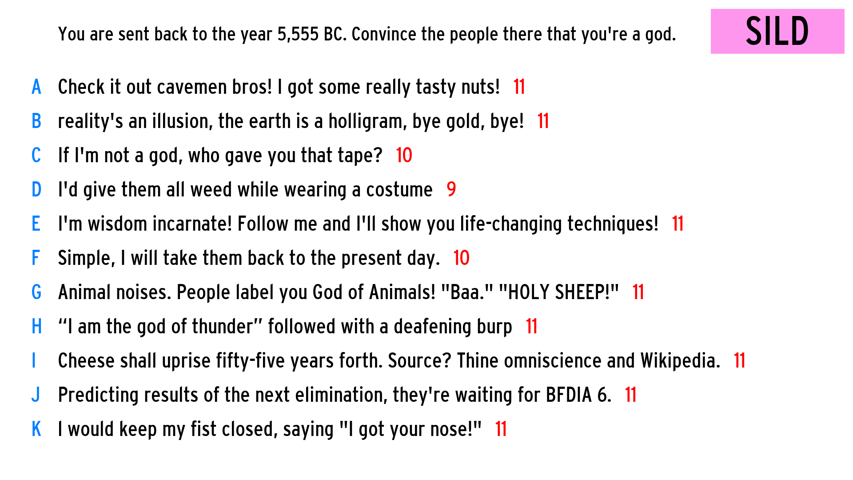 You are sent back to the year 5,555 BC. Convince the people there that you're a god.
SILD
A Check it out cavemen bros! I got some really tasty nuts! 11
B reality's an illusion, the earth is a holligram, bye gold, bye! 11
C If I'm not a god, who gave you that tape? 10
D I'd give them all weed while wearing a costume 9
E I'm wisdom incarnate! Follow me and I'll show you life-changing techniques! 11
F Simple, I will take them back to the present day. 10
G Animal noises. People label you God of Animals! "Baa." "HOLY SHEEP!" 11
H “I am the god of thunder” followed with a deafening burp 11
I Cheese shall uprise fifty-five years forth. Source? Thine omniscience and Wikipedia. 11
J Predicting results of the next elimination, they're waiting for BFDIA 6. 11
K I would keep my fist closed, saying "I got your nose!" 11